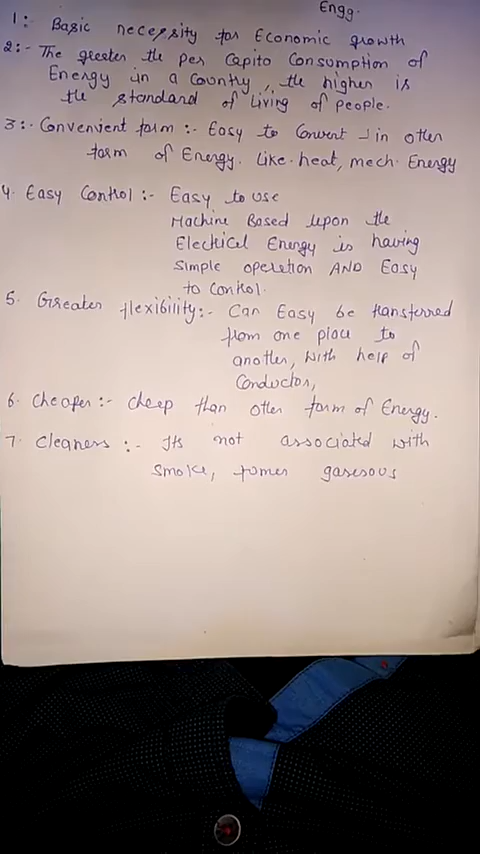 Engg.
1: Basic necessity for Economic growth
2:- The greater the per Capito Consumption of
Energy in a Country, the higher is
the standard of living of people.
3:- Convenient form :- Easy to Convert in other
form of Energy. Like heat, mech. Energy
4. Easy Control :- Easy to use
Machine Based upon the
Electrical Energy is having
simple operation AND Easy
to control.
5. Greater flexibility:- Can Easy be transferred
from one place to
another, with help of
Conductor,
6. Cheaper :- Cheep than other form of Energy.
7. Cleaness :- Its not associated with
smoke, fumes gasesous